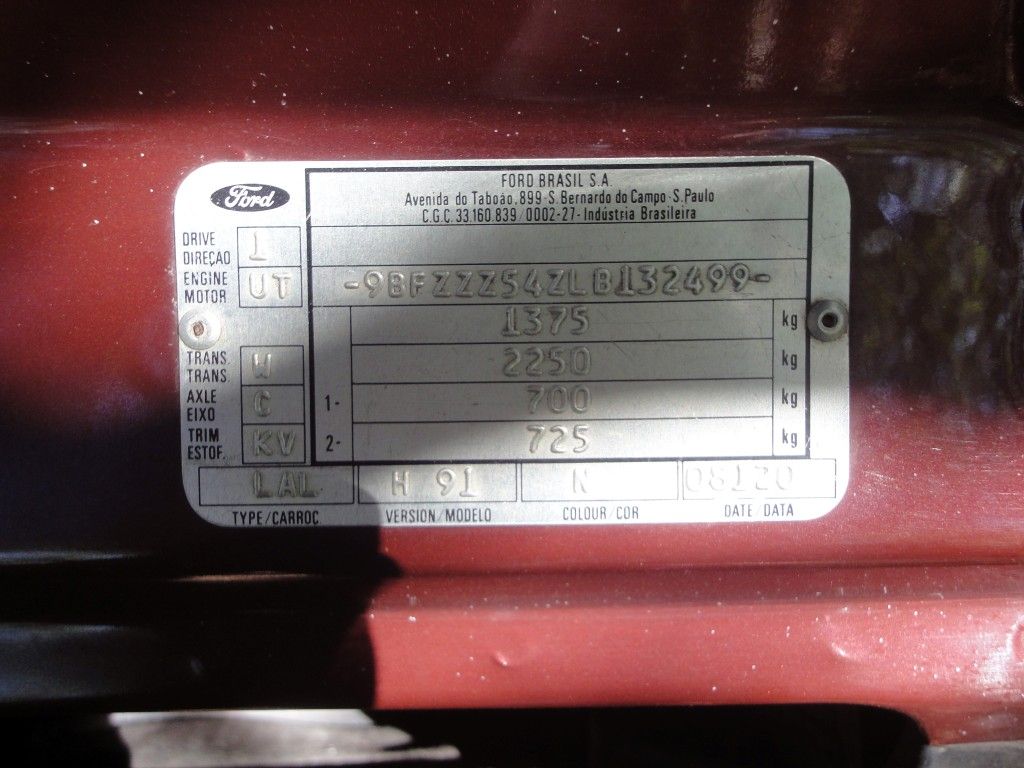 Ford
FORD BRASIL S.A.
Avenida do Taboão, 899 - S. Bernardo do Campo - S. Paulo
C.G.C. 33.160.839 / 0002-27 - Indústria Brasileira
DRIVE
DIREÇAO
1
ENGINE
MOTOR
UT
-9BFZZZ54ZLB132499-
1375 kg
TRANS.
TRANS.
W
2250 kg
AXLE
EIXO
C
1- 700 kg
TRIM
ESTOF.
KV
2- 725 kg
LAL H 91 N 08120
TYPE/CARROC. VERSION/MODELO COLOUR/COR DATE/DATA